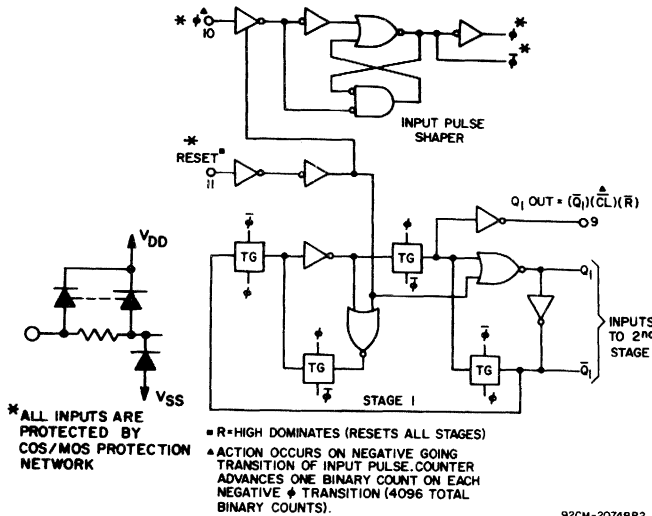 * φ▲
10
φ*
φ̄*
INPUT PULSE
SHAPER
*
RESET■
11
Q1 OUT = (Q̄1)(C̄L̄▲)(R̄)
9
φ̄
TG
φ
φ
TG
φ̄
Q1
INPUTS
TO 2nd
STAGE
φ
TG
φ̄
φ̄
TG
φ
Q̄1
STAGE 1
VDD
VSS
*ALL INPUTS ARE
PROTECTED BY
COS/MOS PROTECTION
NETWORK
■ R=HIGH DOMINATES (RESETS ALL STAGES)
▲ ACTION OCCURS ON NEGATIVE GOING
TRANSITION OF INPUT PULSE.COUNTER
ADVANCES ONE BINARY COUNT ON EACH
NEGATIVE φ TRANSITION (4096 TOTAL
BINARY COUNTS).